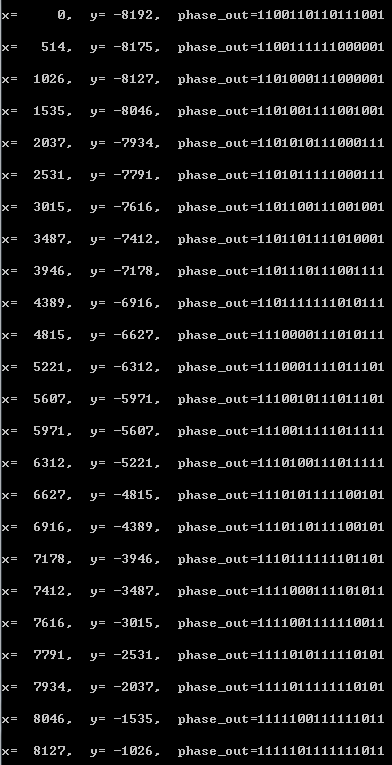 x=     0,  y= -8192,  phase_out=1100110110111001
x=   514,  y= -8175,  phase_out=1100111111000001
x=  1026,  y= -8127,  phase_out=1101000111000001
x=  1535,  y= -8046,  phase_out=1101001111001001
x=  2037,  y= -7934,  phase_out=1101010111000111
x=  2531,  y= -7791,  phase_out=1101011111000111
x=  3015,  y= -7616,  phase_out=1101100111001001
x=  3487,  y= -7412,  phase_out=1101101111010001
x=  3946,  y= -7178,  phase_out=1101110111001111
x=  4389,  y= -6916,  phase_out=1101111111010111
x=  4815,  y= -6627,  phase_out=1110000111010111
x=  5221,  y= -6312,  phase_out=1110001111011101
x=  5607,  y= -5971,  phase_out=1110010111011101
x=  5971,  y= -5607,  phase_out=1110011111011111
x=  6312,  y= -5221,  phase_out=1110100111011111
x=  6627,  y= -4815,  phase_out=1110101111100101
x=  6916,  y= -4389,  phase_out=1110110111100101
x=  7178,  y= -3946,  phase_out=1110111111101101
x=  7412,  y= -3487,  phase_out=1111000111101011
x=  7616,  y= -3015,  phase_out=1111001111110011
x=  7791,  y= -2531,  phase_out=1111010111110101
x=  7934,  y= -2037,  phase_out=1111011111110101
x=  8046,  y= -1535,  phase_out=1111100111111011
x=  8127,  y= -1026,  phase_out=1111101111111011